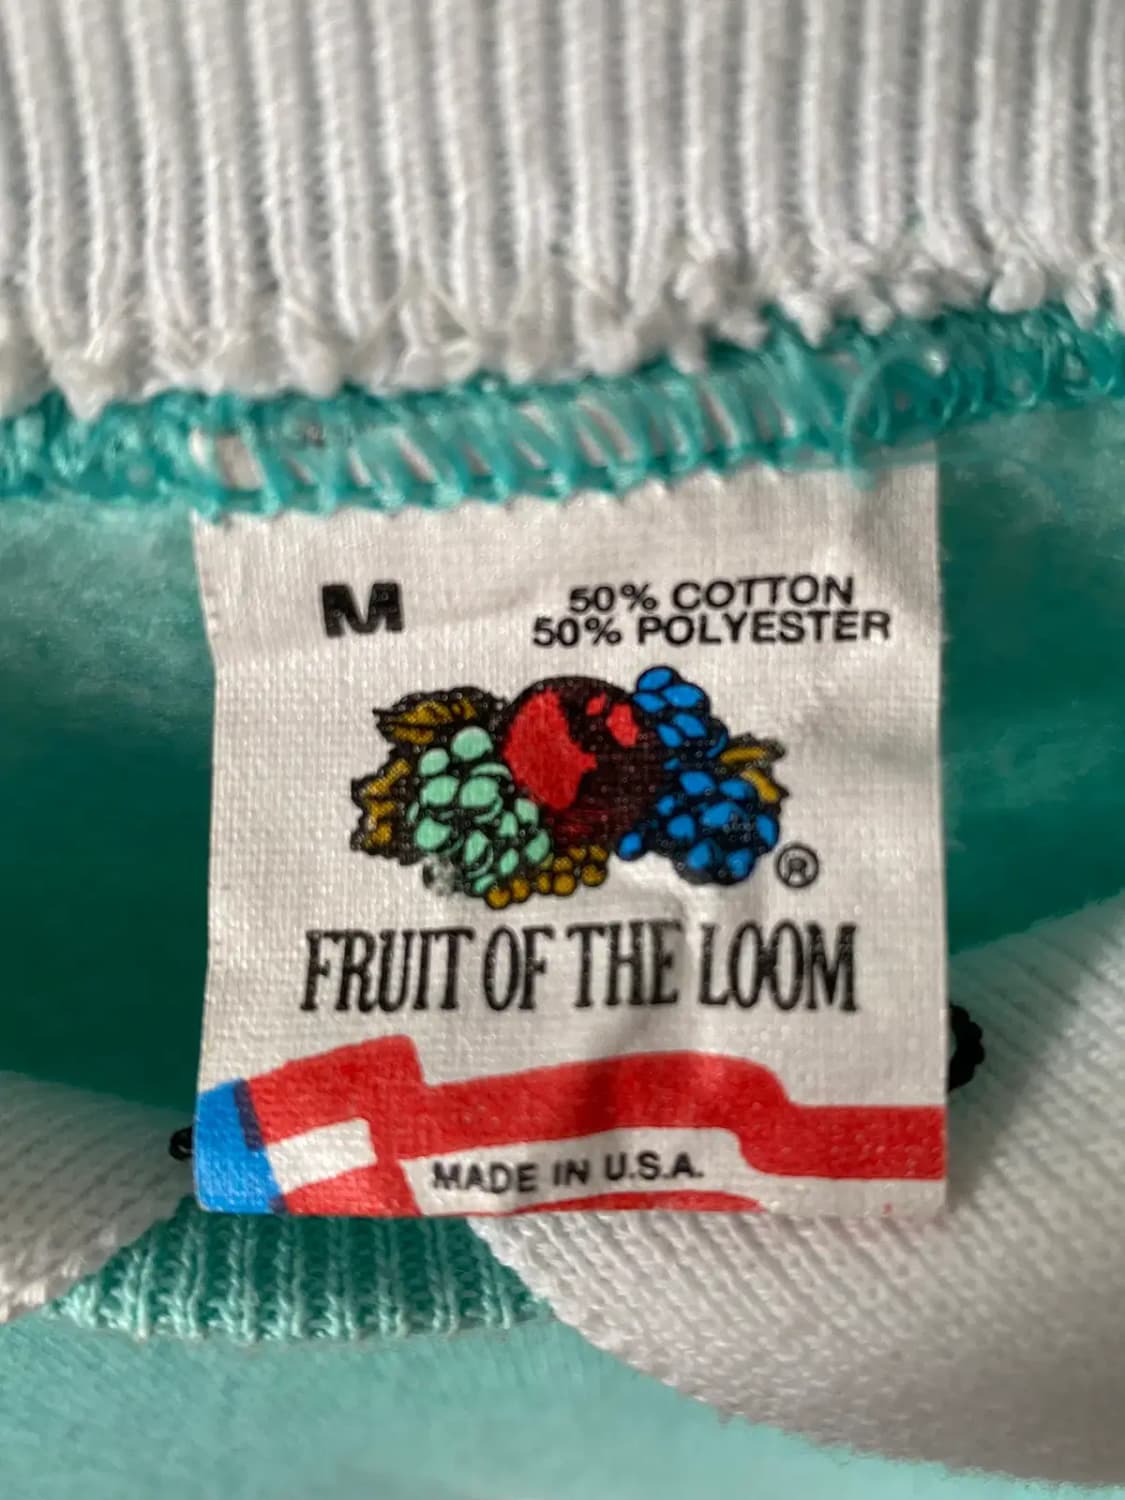 M
50% COTTON
50% POLYESTER
®
FRUIT OF THE LOOM
MADE IN U.S.A.